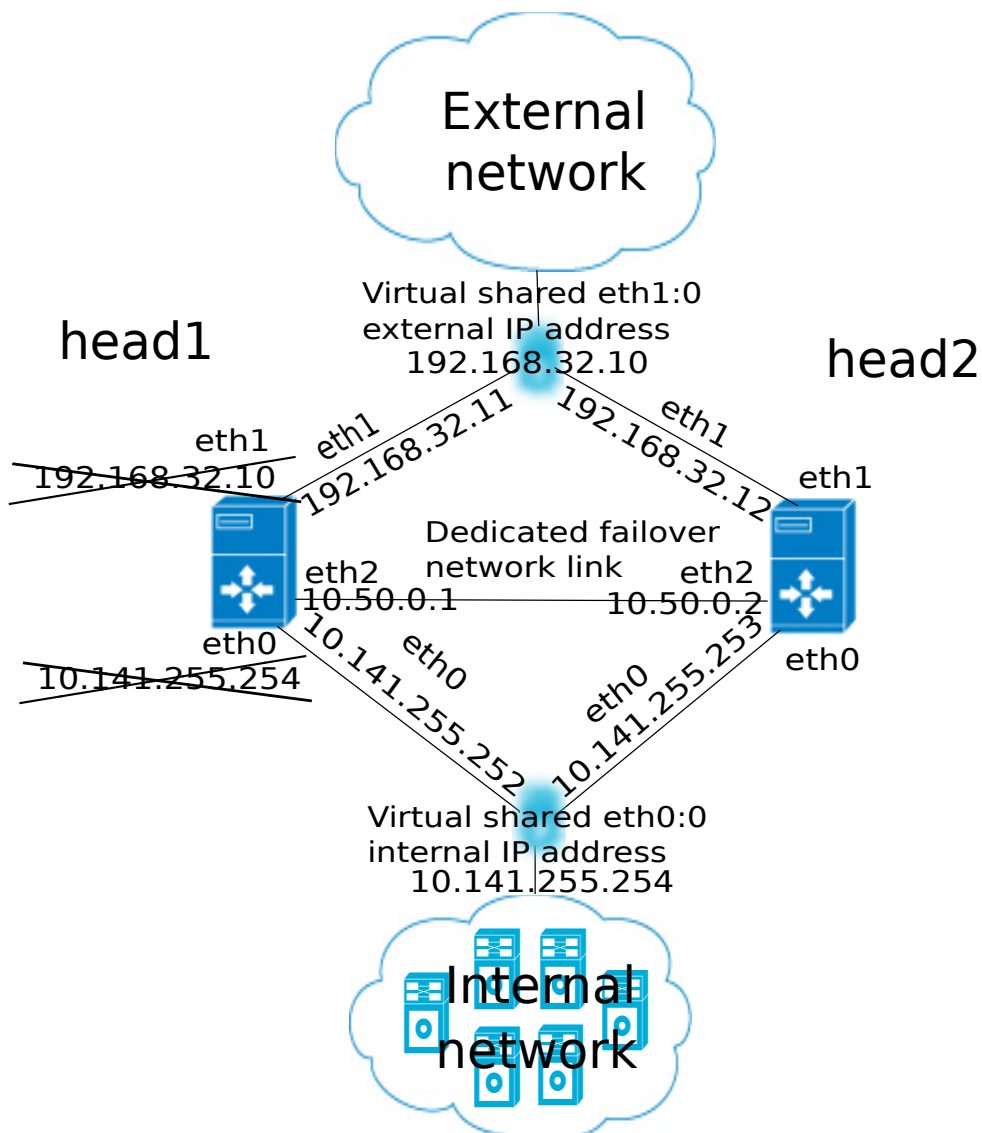 External
network
Virtual shared eth1:0
external IP address
192.168.32.10
head1
head2
eth1
192.168.32.11
eth1
192.168.32.12
eth1
192.168.32.10
eth1
Dedicated failover
network link
eth2
10.50.0.1
eth2
10.50.0.2
eth0
10.141.255.254
eth0
10.141.255.252
eth0
10.141.255.253
eth0
Virtual shared eth0:0
internal IP address
10.141.255.254
Internal
network